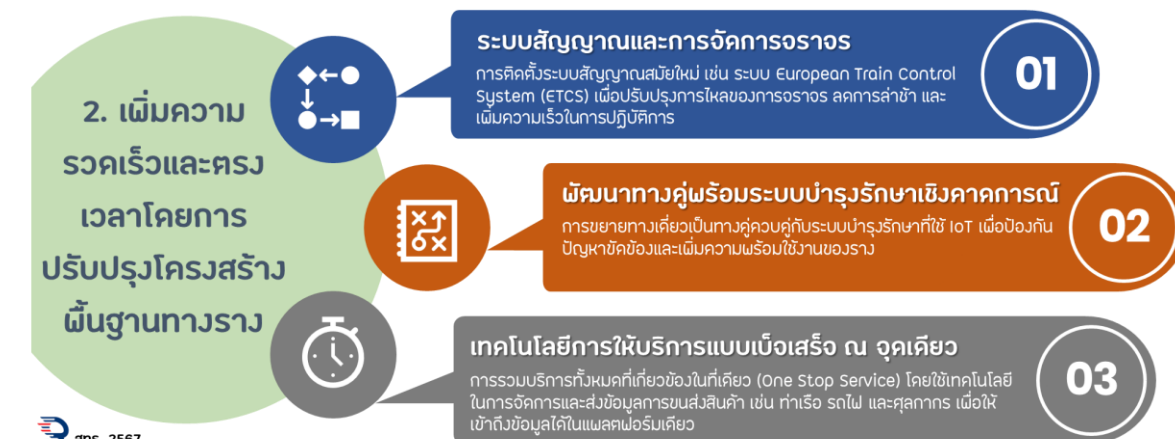 2. เพิ่มความ
รวดเร็วและตรง
เวลาโดยการ
ปรับปรุงโครงสร้าง
พื้นฐานทางราง
ระบบสัญญาณและการจัดการจราจร
การติดตั้งระบบสัญญาณสมัยใหม่ เช่น ระบบ European Train Control
System (ETCS) เพื่อปรับปรุงการไหลของการจราจร ลดการล่าช้า และ
เพิ่มความเร็วในการปฏิบัติการ
01
พัฒนาทางคู่พร้อมระบบบำรุงรักษาเชิงคาดการณ์
การขยายทางเดี่ยวเป็นทางคู่ควบคู่กับระบบบำรุงรักษาที่ใช้ IoT เพื่อป้องกัน
ปัญหาขัดข้องและเพิ่มความพร้อมใช้งานของราง
02
เทคโนโลยีการให้บริการแบบเบ็ดเสร็จ ณ จุดเดียว
การรวมบริการทั้งหมดที่เกี่ยวข้องในที่เดียว (One Stop Service) โดยใช้เทคโนโลยี
ในการจัดการและส่งข้อมูลการขนส่งสินค้า เช่น ท่าเรือ รถไฟ และศุลกากร เพื่อให้
เข้าถึงข้อมูลได้ในแพลตฟอร์มเดียว
03
สทร. 2567